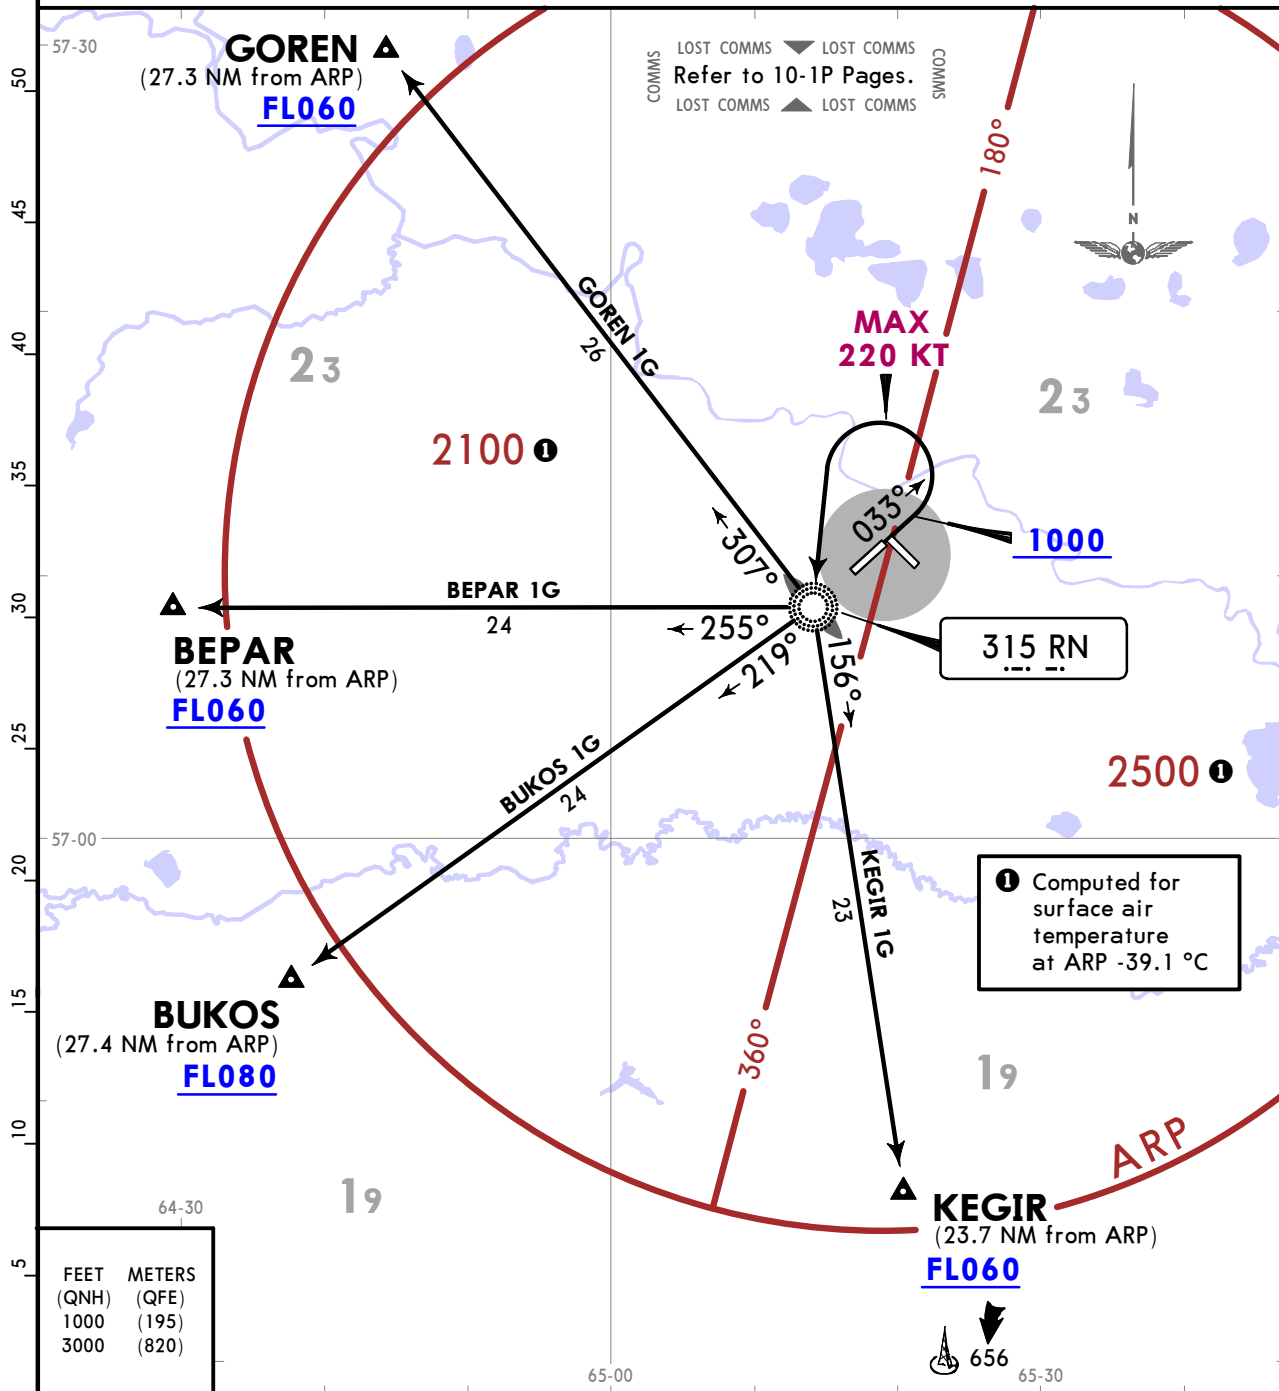 57-30
GOREN
(27.3 NM from ARP)
FL060
LOST COMMS LOST COMMS
COMMS
Refer to 10-1P Pages.
COMMS
LOST COMMS LOST COMMS
180°
N
50
45
40
35
30
25
20
15
10
5
GOREN 1G
26
MAX
220 KT
23
23
2100 1
033°
1000
307°
BEPAR 1G
24
255°
219°
156°
315 RN
BEPAR
(27.3 NM from ARP)
FL060
BUKOS 1G
24
2500 1
57-00
KEGIR 1G
23
1 Computed for
surface air
temperature
at ARP -39.1 °C
BUKOS
(27.4 NM from ARP)
FL080
360°
19
19
ARP
64-30
KEGIR
(23.7 NM from ARP)
FL060
FEET METERS
(QNH) (QFE)
1000 (195)
3000 (820)
656
65-00
65-30